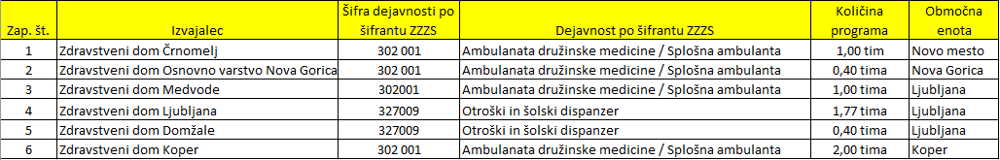 Zap. št. Izvajalec Šifra dejavnosti po šifrantu ZZZS Dejavnost po šifrantu ZZZS Količina programa Območna enota
1 Zdravstveni dom Črnomelj 302 001 Ambulanata družinske medicine / Splošna ambulanta 1,00 tim Novo mesto
2 Zdravstveni dom Osnovno varstvo Nova Gorica 302 001 Ambulanata družinske medicine / Splošna ambulanta 0,40 tima Nova Gorica
3 Zdravstveni dom Medvode 302001 Ambulanata družinske medicine / Splošna ambulanta 1,00 tima Ljubljana
4 Zdravstveni dom Ljubljana 327009 Otroški in šolski dispanzer 1,77 tima Ljubljana
5 Zdravstveni dom Domžale 327009 Otroški in šolski dispanzer 0,40 tima Ljubljana
6 Zdravstveni dom Koper 302 001 Ambulanata družinske medicine / Splošna ambulanta 2,00 tima Koper